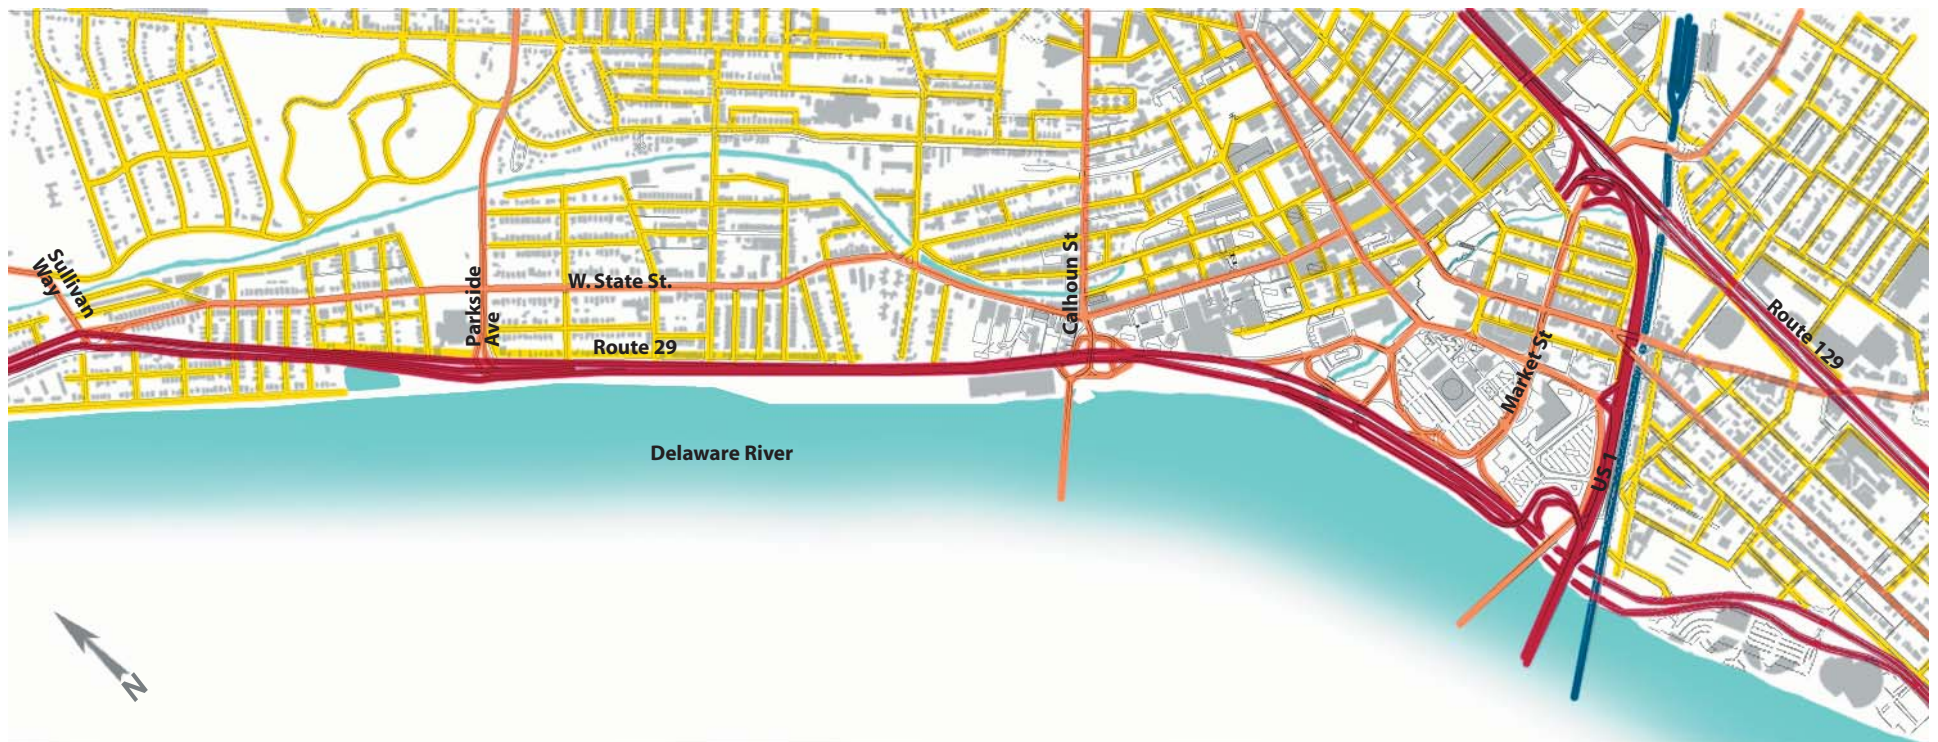 Sullivan
Way
Parkside
Ave
W. State St.
Route 29
Calhoun St
Market St
US 1
Route 129
Delaware River
N